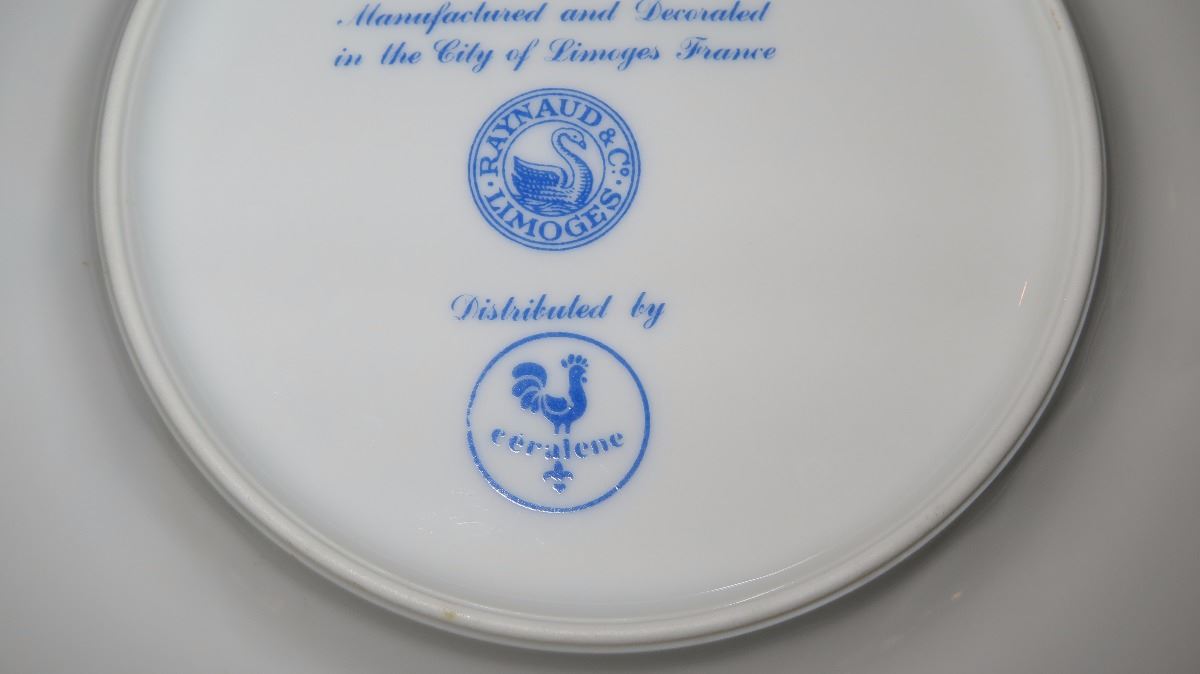 Manufactured and Decorated
in the City of Limoges France
RAYNAUD & Cº.
· LIMOGES ·
Distributed by
céralene